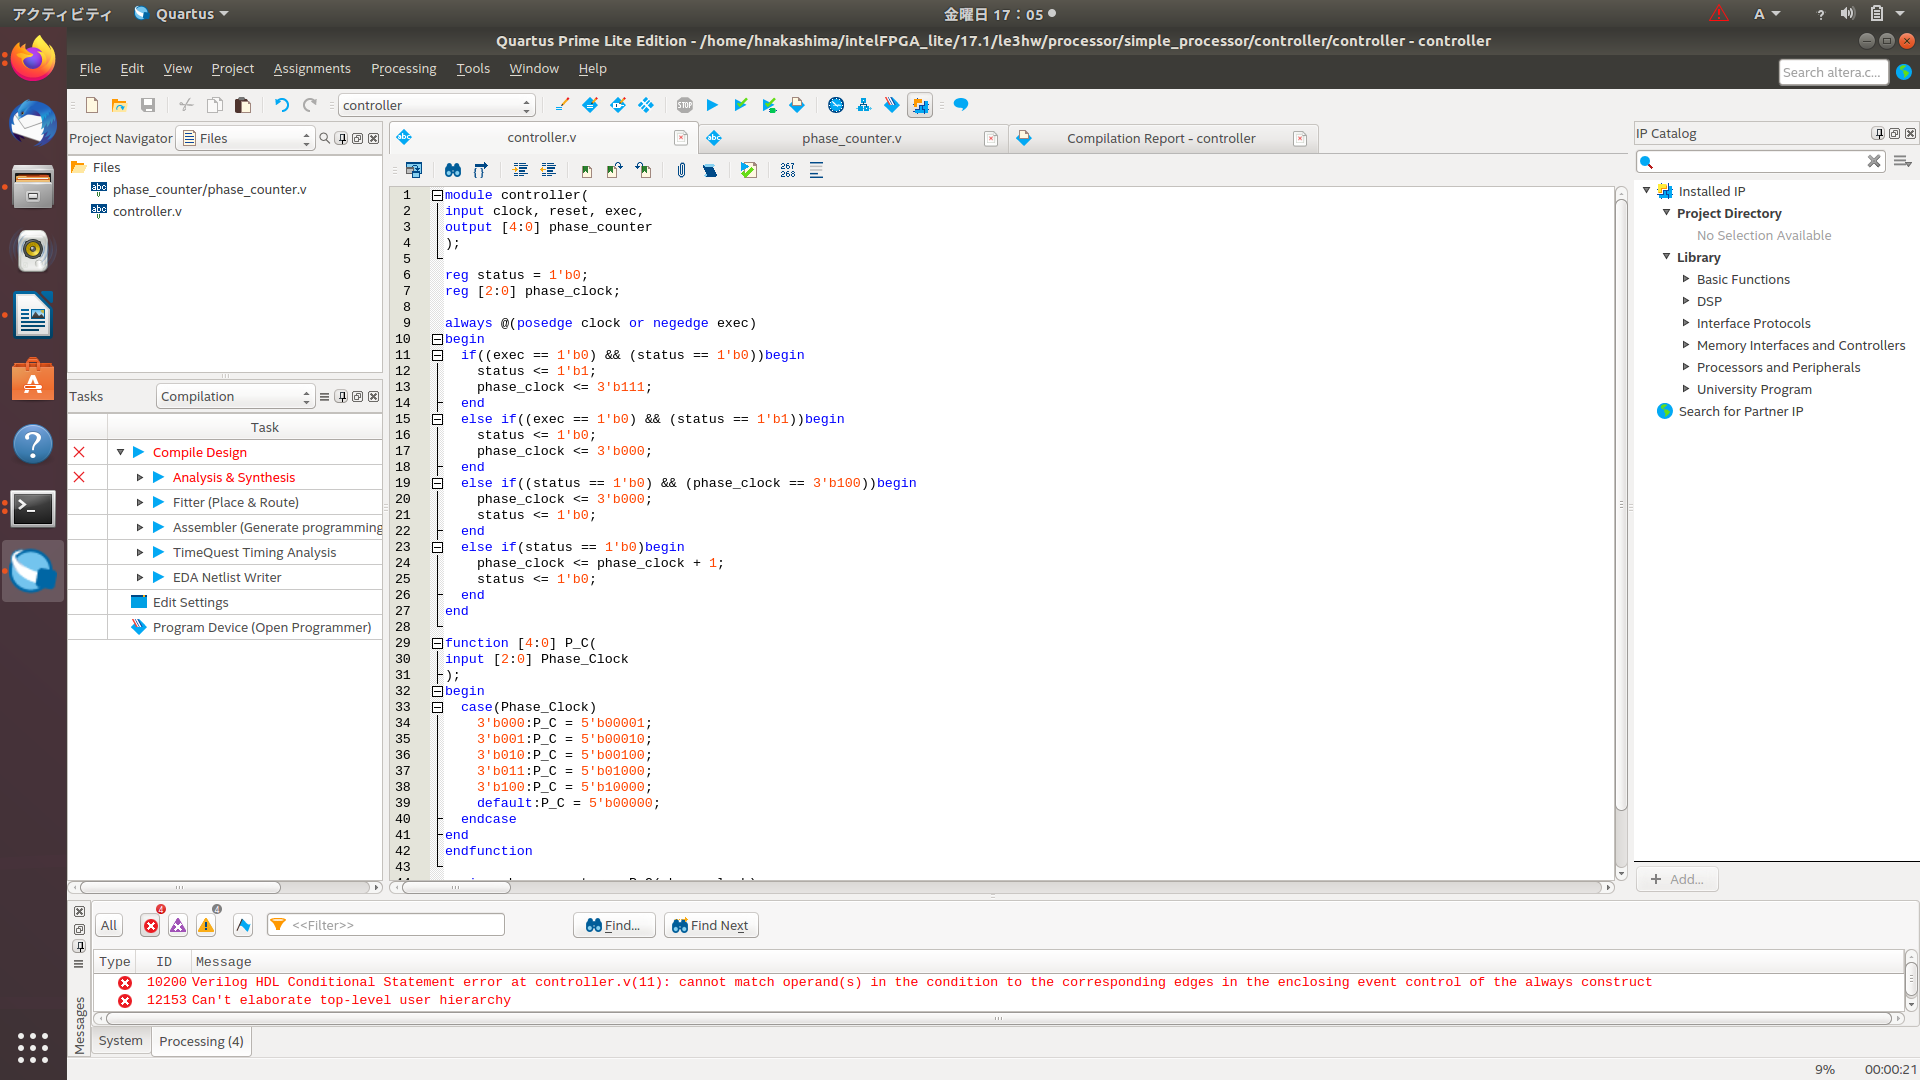 アクティビティ
Quartus
金曜日 17：05
A
?
Quartus Prime Lite Edition - /home/hnakashima/intelFPGA_lite/17.1/le3hw/processor/simple_processor/controller/controller - controller
File Edit View Project Assignments Processing Tools Window Help
Search altera.c...
controller
Project Navigator
Files
Files
phase_counter/phase_counter.v
controller.v
Tasks
Compilation
Task
Compile Design
Analysis & Synthesis
Fitter (Place & Route)
Assembler (Generate programming
TimeQuest Timing Analysis
EDA Netlist Writer
Edit Settings
Program Device (Open Programmer)
controller.v
phase_counter.v
Compilation Report - controller
267
268
1 module controller(
2 input clock, reset, exec,
3 output [4:0] phase_counter
4 );
5
6 reg status = 1'b0;
7 reg [2:0] phase_clock;
8
9 always @(posedge clock or negedge exec)
10 begin
11 if((exec == 1'b0) && (status == 1'b0))begin
12 status <= 1'b1;
13 phase_clock <= 3'b111;
14 end
15 else if((exec == 1'b0) && (status == 1'b1))begin
16 status <= 1'b0;
17 phase_clock <= 3'b000;
18 end
19 else if((status == 1'b0) && (phase_clock == 3'b100))begin
20 phase_clock <= 3'b000;
21 status <= 1'b0;
22 end
23 else if(status == 1'b0)begin
24 phase_clock <= phase_clock + 1;
25 status <= 1'b0;
26 end
27 end
28
29 function [4:0] P_C(
30 input [2:0] Phase_Clock
31 );
32 begin
33 case(Phase_Clock)
34 3'b000:P_C = 5'b00001;
35 3'b001:P_C = 5'b00010;
36 3'b010:P_C = 5'b00100;
37 3'b011:P_C = 5'b01000;
38 3'b100:P_C = 5'b10000;
39 default:P_C = 5'b00000;
40 endcase
41 end
42 endfunction
43
IP Catalog
Installed IP
Project Directory
No Selection Available
Library
Basic Functions
DSP
Interface Protocols
Memory Interfaces and Controllers
Processors and Peripherals
University Program
Search for Partner IP
+ Add...
Messages
All
4
4
<<Filter>>
Find...
Find Next
Type ID Message
10200 Verilog HDL Conditional Statement error at controller.v(11): cannot match operand(s) in the condition to the corresponding edges in the enclosing event control of the always construct
12153 Can't elaborate top-level user hierarchy
System
Processing (4)
9%
00:00:21